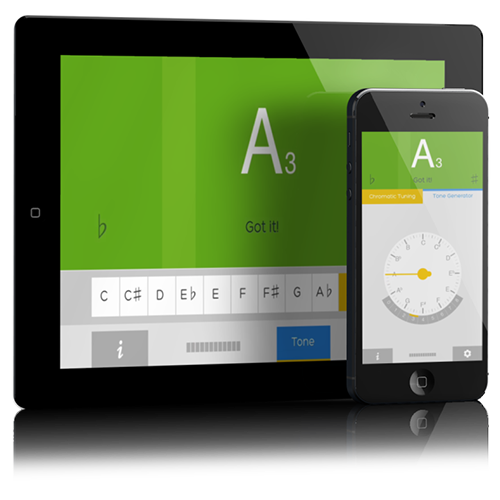 A3
♭
Got it!
C C♯ D E♭ E F F♯ G A♭
i
Tone
A3
♭ ♯
Got it!
Chromatic Tuning Tone Generator
i